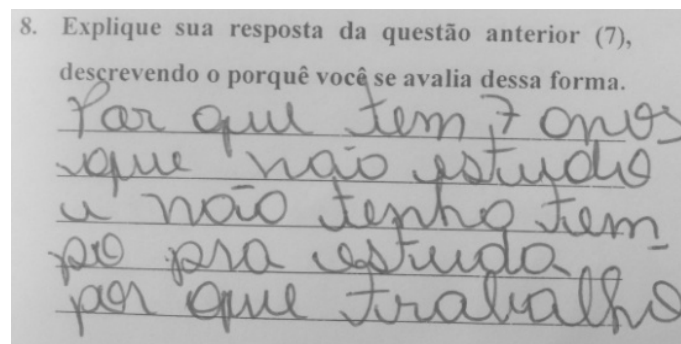 8. Explique sua resposta da questão anterior (7),
descrevendo o porquê você se avalia dessa forma.
Por que tem 7 anos
que não estudo
e não tenho tem
po pra estuda
por que trabalho